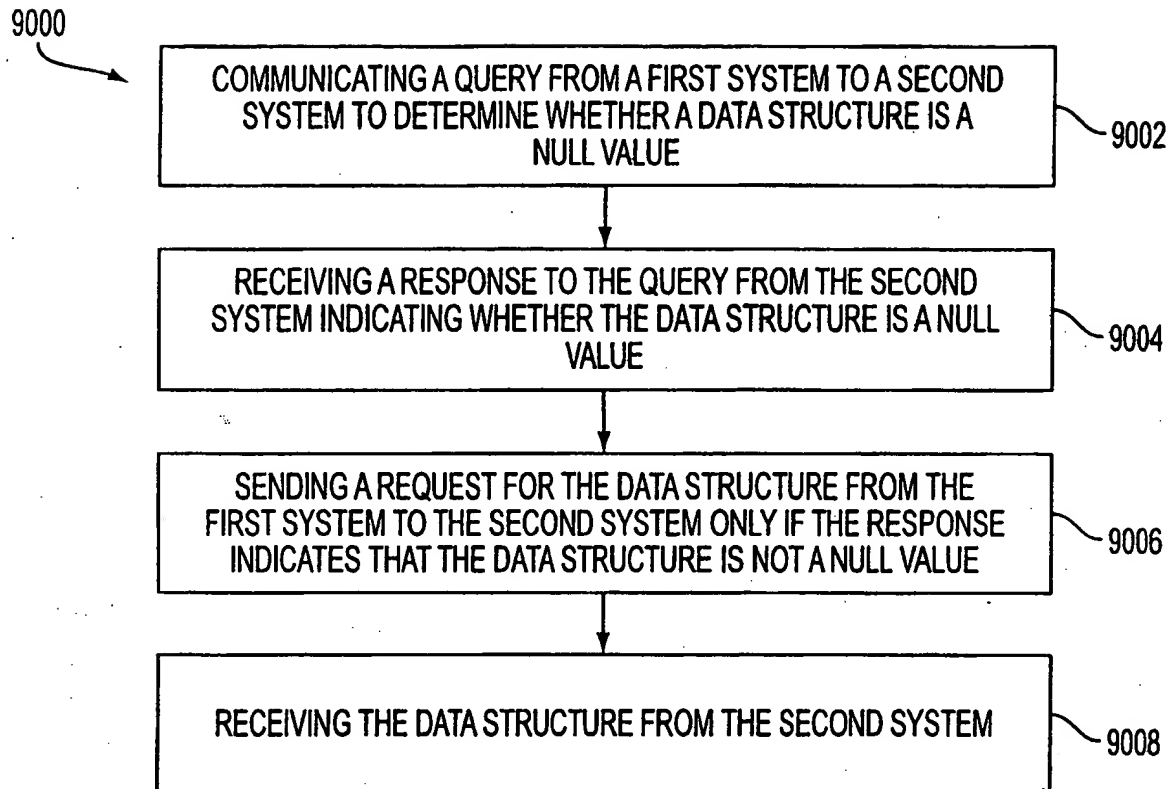 9000
COMMUNICATING A QUERY FROM A FIRST SYSTEM TO A SECOND
SYSTEM TO DETERMINE WHETHER A DATA STRUCTURE IS A
NULL VALUE
9002
RECEIVING A RESPONSE TO THE QUERY FROM THE SECOND
SYSTEM INDICATING WHETHER THE DATA STRUCTURE IS A NULL
VALUE
9004
SENDING A REQUEST FOR THE DATA STRUCTURE FROM THE
FIRST SYSTEM TO THE SECOND SYSTEM ONLY IF THE RESPONSE
INDICATES THAT THE DATA STRUCTURE IS NOT A NULL VALUE
9006
RECEIVING THE DATA STRUCTURE FROM THE SECOND SYSTEM
9008